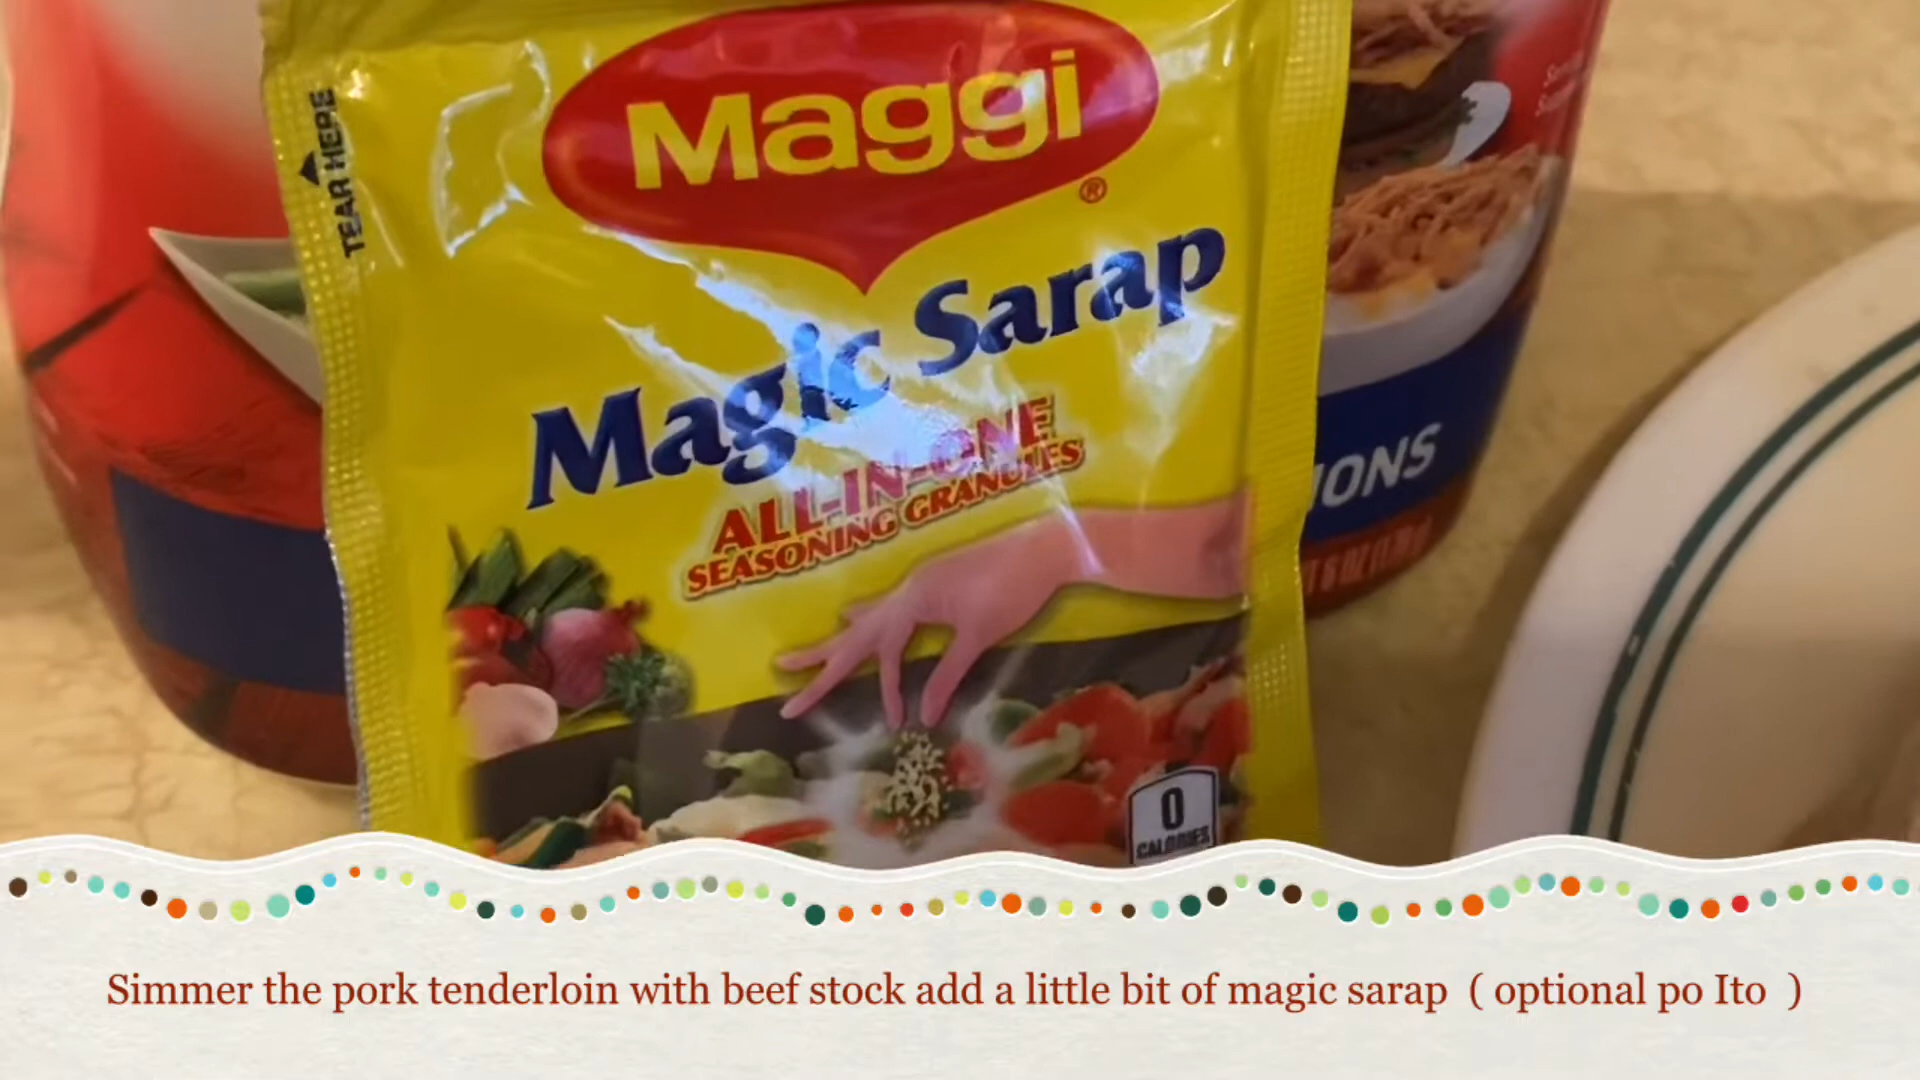 TEAR HERE
Maggi
®
Magic Sarap
ALL-IN-ONE
SEASONING GRANULES
IONS
0
CALORIES
Simmer the pork tenderloin with beef stock add a little bit of magic sarap ( optional po Ito )